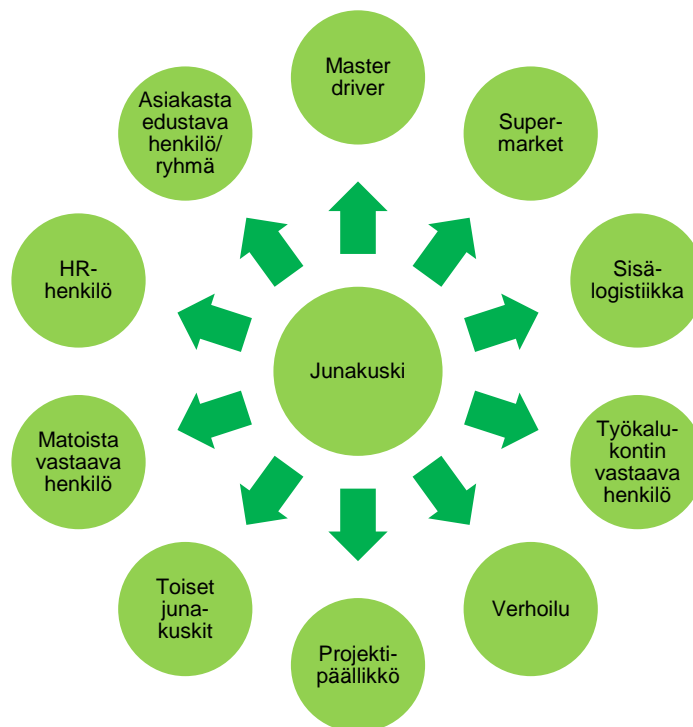 Master
driver
Super-
market
Sisä-
logistiikka
Työkalu-
kontin
vastaava
henkilö
Verhoilu
Projekti-
päällikkö
Toiset
juna-
kuskit
Matoista
vastaava
henkilö
HR-
henkilö
Asiakasta
edustava
henkilö/
ryhmä
Junakuski